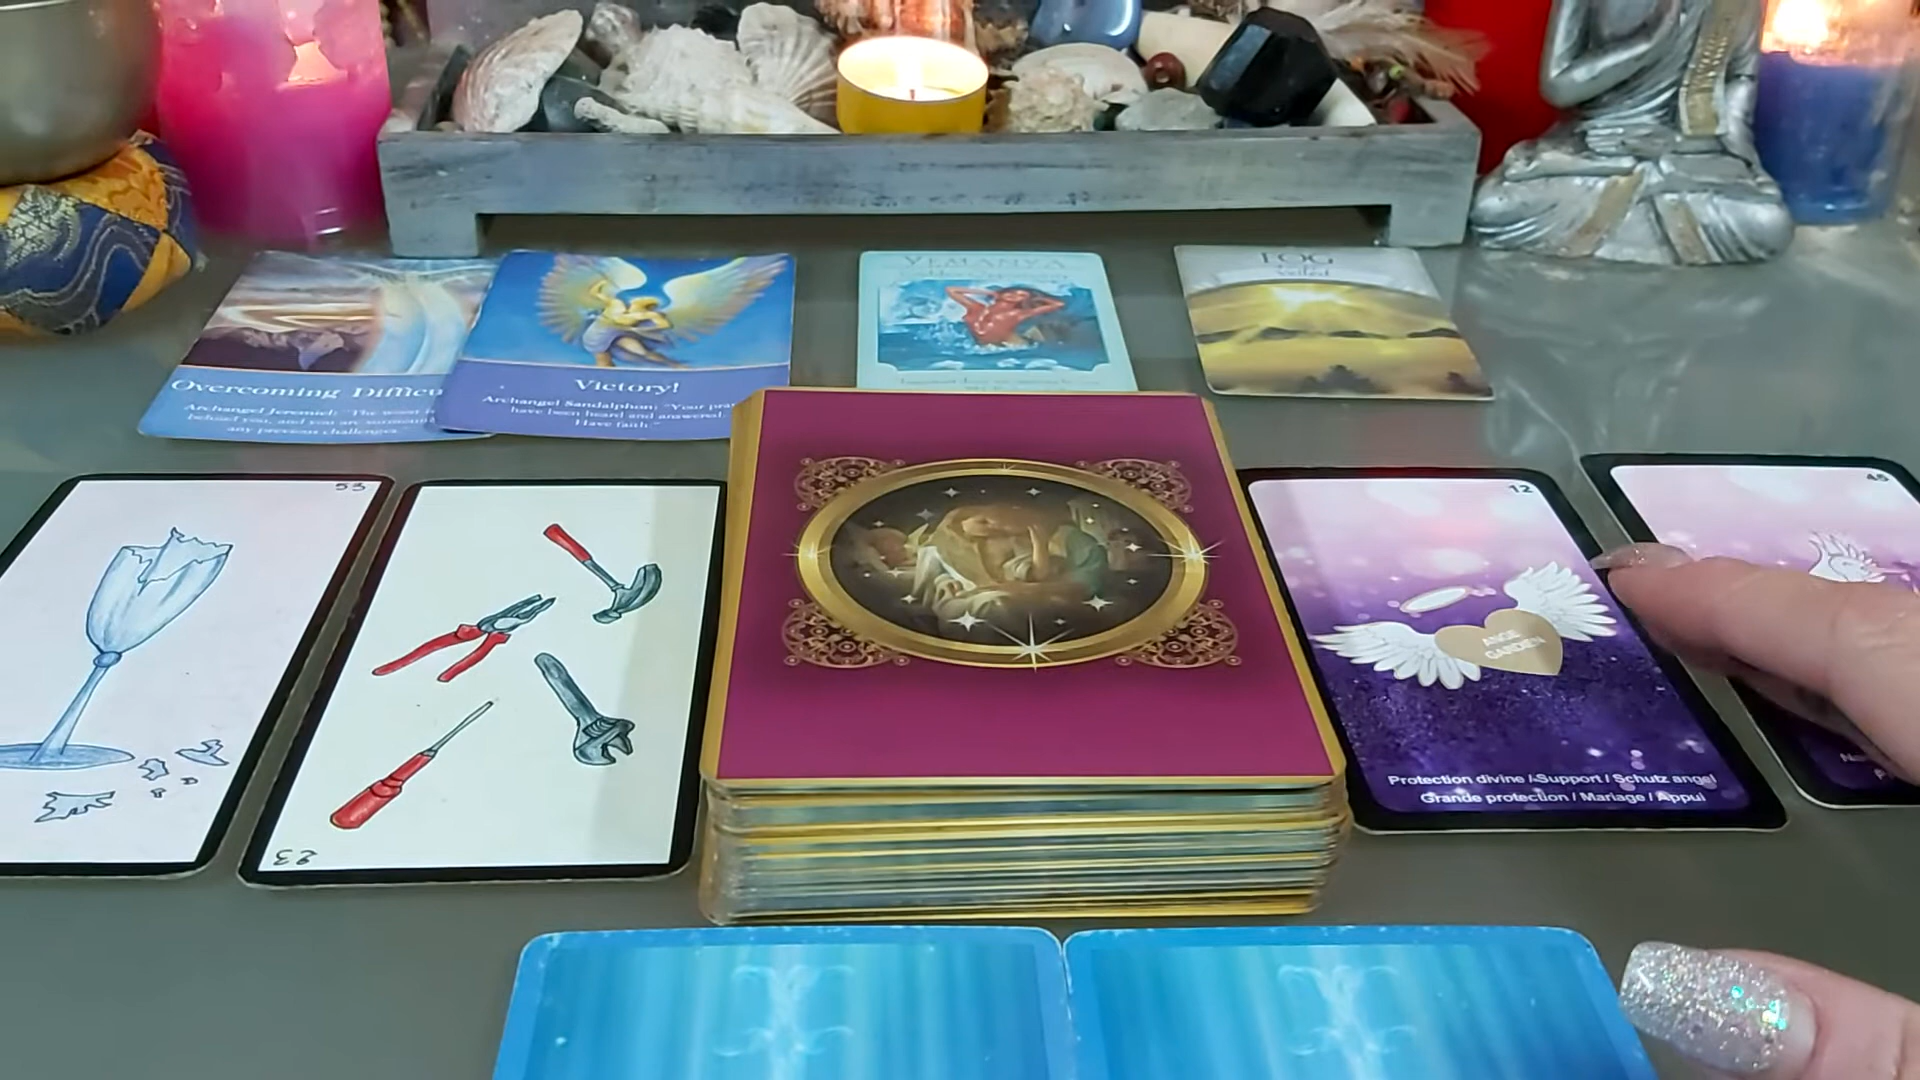 YEMANYA
FOG
Veiled
Overcoming Difficu
Archangel Jeremiel: "The worst is
behind you, and you are surmounti
any previous challenges."
Victory!
Archangel Sandalphon: "Your pra
have been heard and answered.
Have faith."
53
23
12
ANGE
GARDIEN
Protection divine / Support / Schutz angel
Grande protection / Mariage / Appui
45